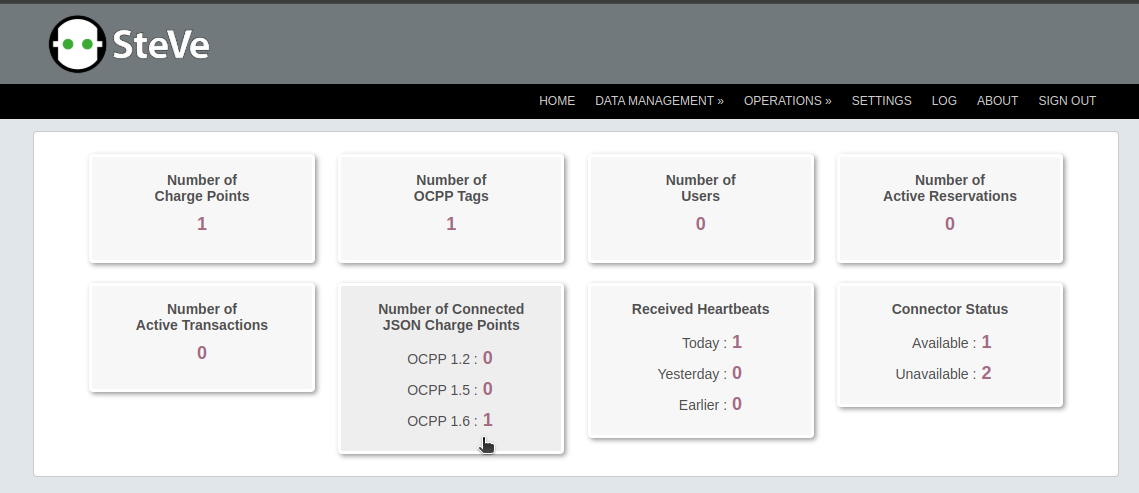 SteVe
HOME DATA MANAGEMENT » OPERATIONS » SETTINGS LOG ABOUT SIGN OUT
Number of
Charge Points
1
Number of
OCPP Tags
1
Number of
Users
0
Number of
Active Reservations
0
Number of
Active Transactions
0
Number of Connected
JSON Charge Points
OCPP 1.2 : 0
OCPP 1.5 : 0
OCPP 1.6 : 1
Received Heartbeats
Today : 1
Yesterday : 0
Earlier : 0
Connector Status
Available : 1
Unavailable : 2